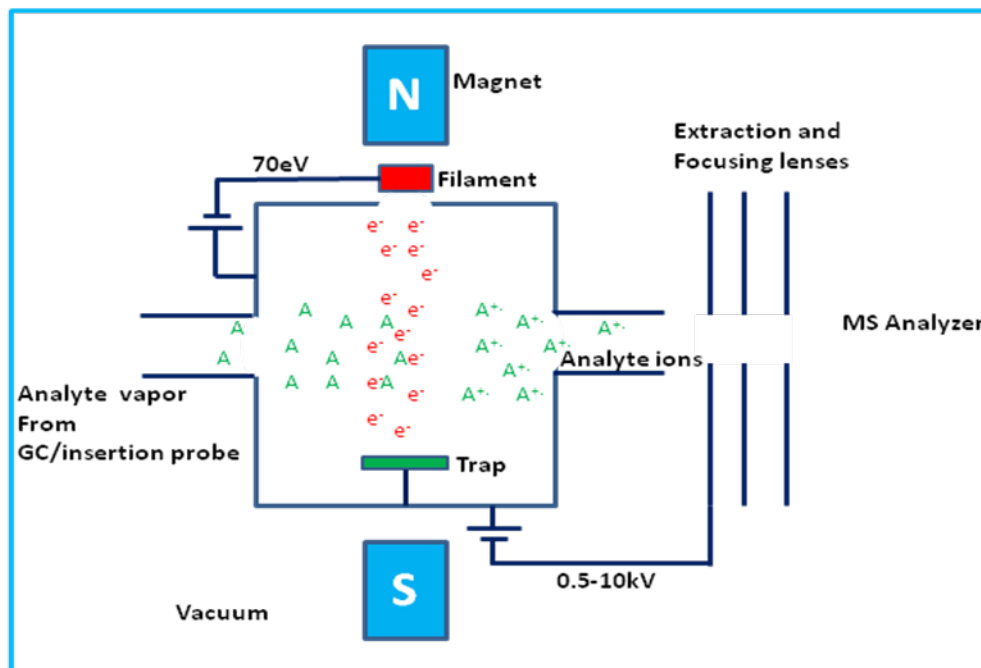 N
Magnet
Extraction and
Focusing lenses
70eV
Filament
e⁻ e⁻
e⁻ e⁻
e⁻
e⁻ e⁻
e⁻
e⁻ e⁻
e⁻ e⁻
e⁻
e⁻
A
A
A
A
A
A
A
A
A
A
A⁺·
A⁺·
A⁺·
A⁺·
A⁺·
A⁺·
A⁺·
A⁺·
Analyte ions
MS Analyzer
Analyte vapor
From
GC/insertion probe
Trap
0.5-10kV
S
Vacuum